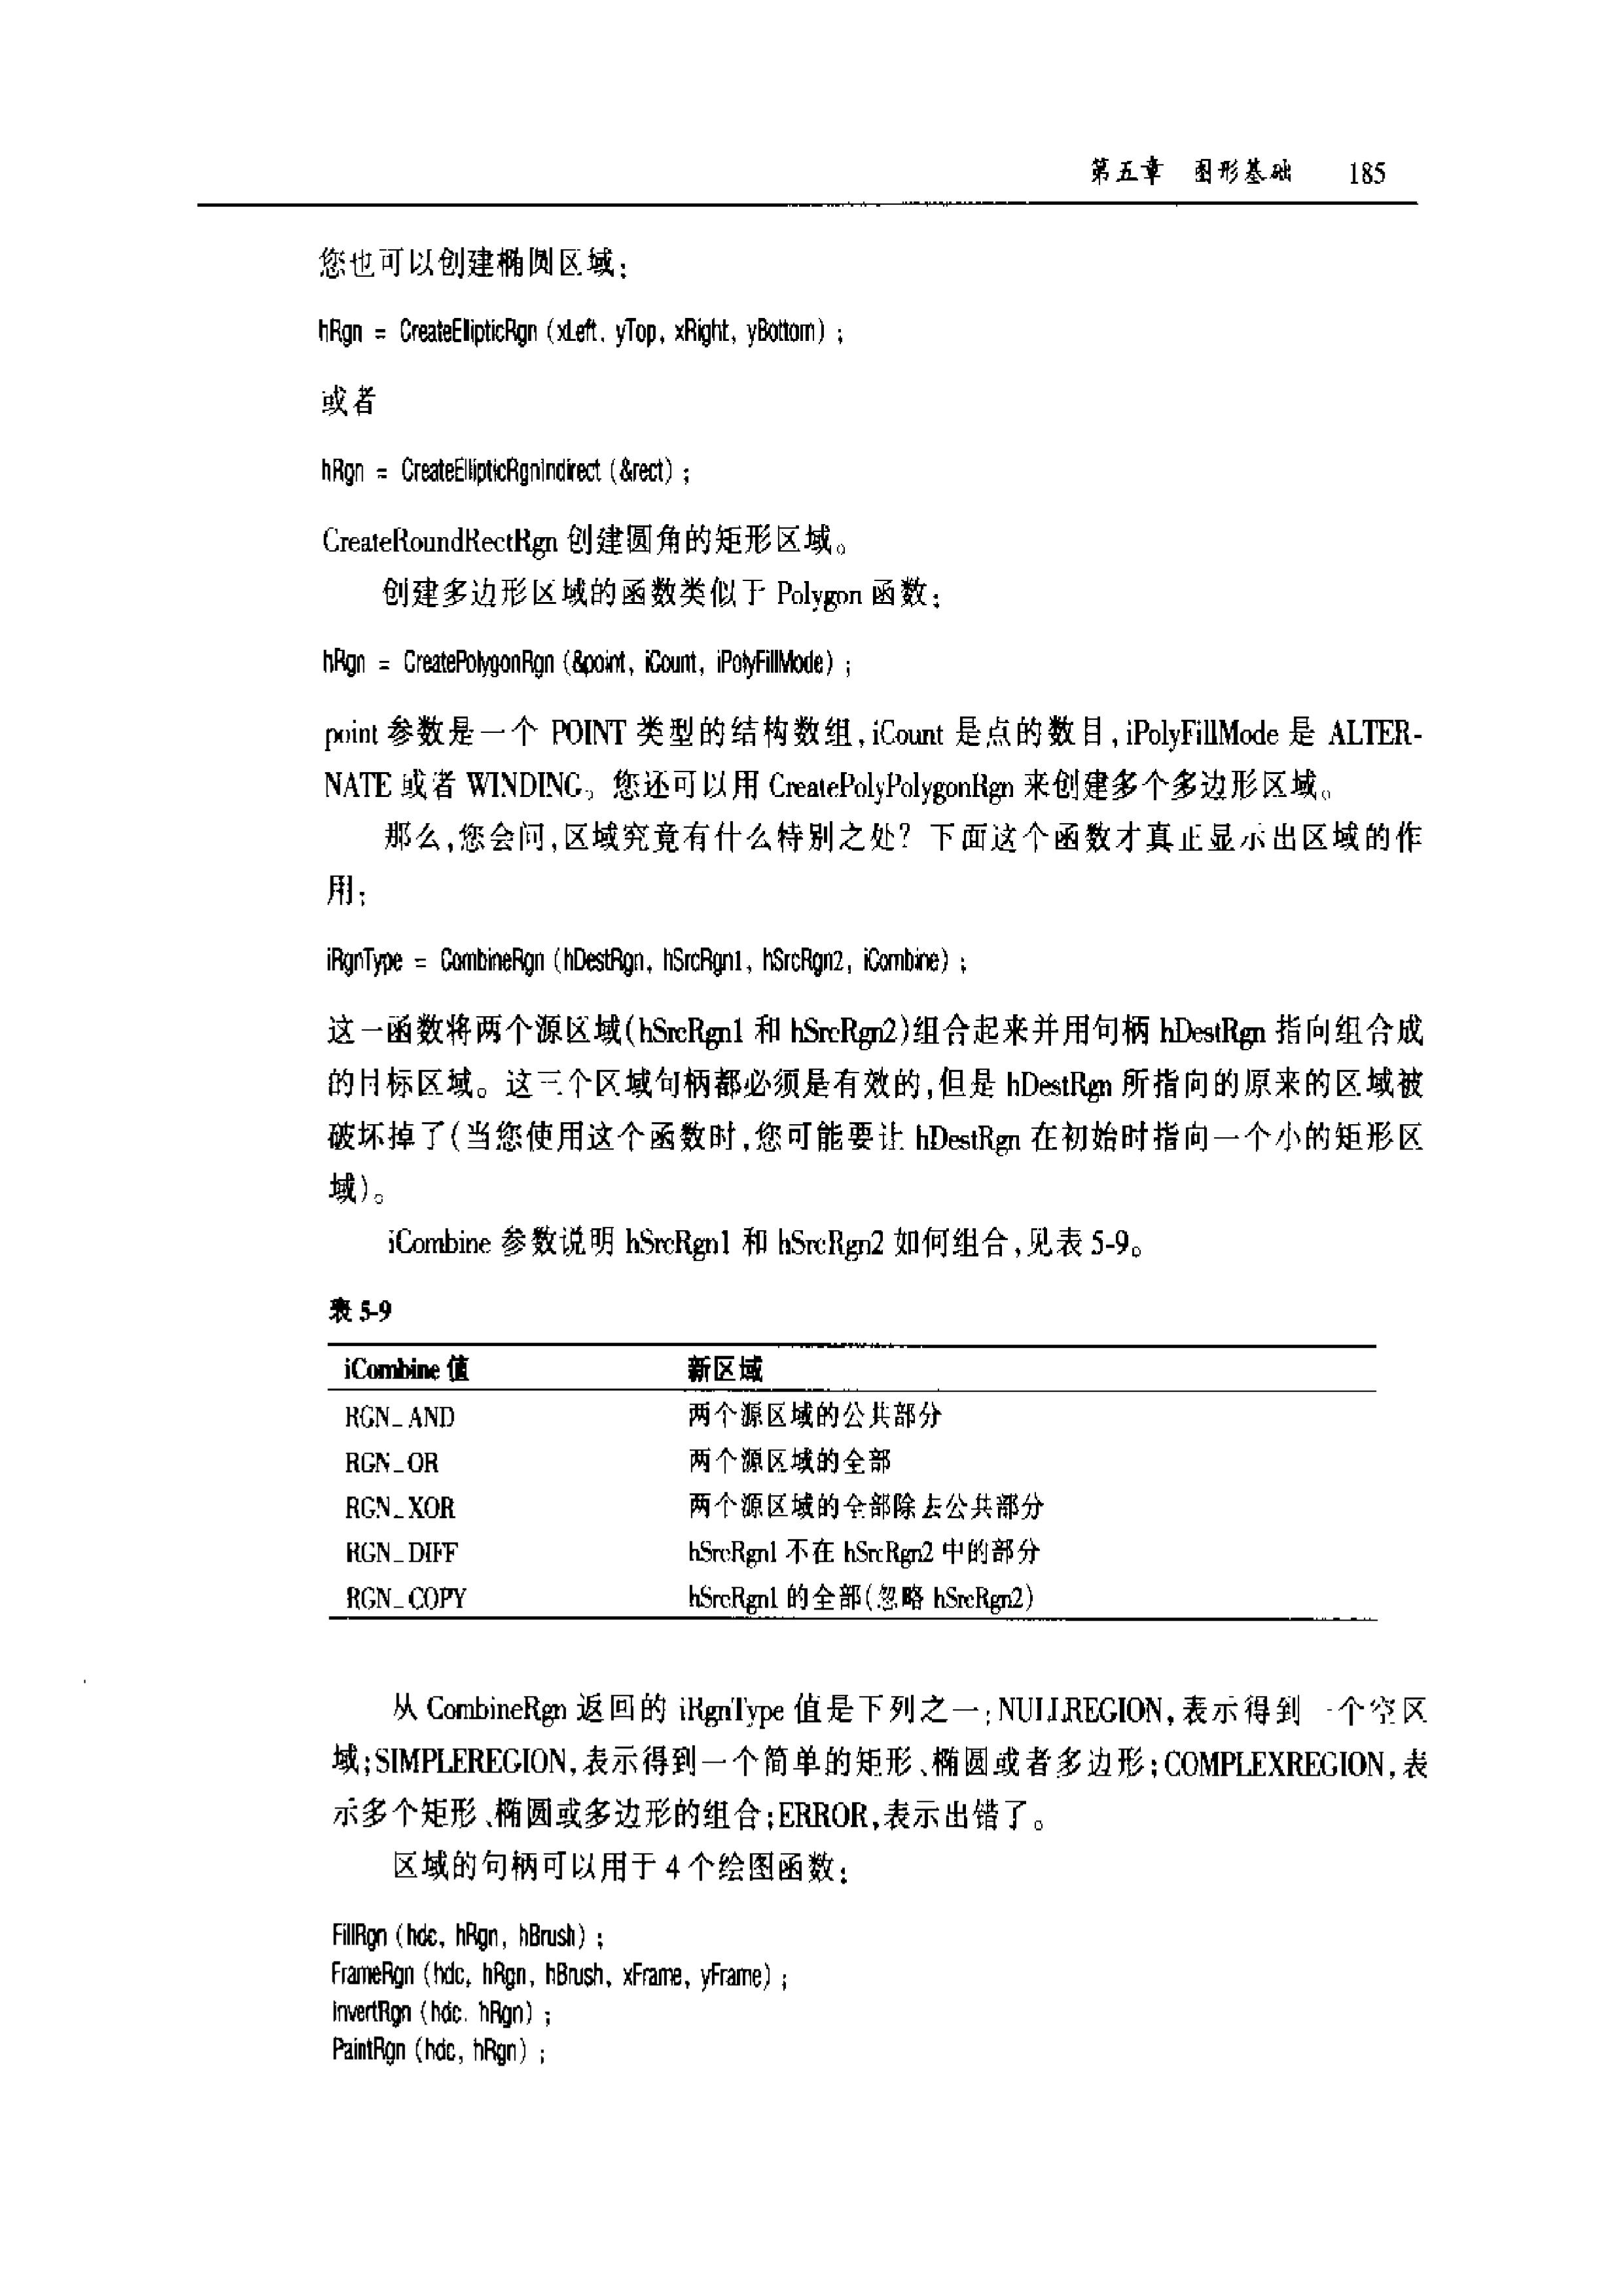 第五章 图形基础 185
您也可以创建椭圆区域:
hRgn = CreateEllipticRgn (xLeft, yTop, xRight, yBottom) ;
或者
hRgn = CreateEllipticRgnIndirect (&rect) ;
CreateRoundRectRgn 创建圆角的矩形区域。
创建多边形区域的函数类似于 Polygon 函数:
hRgn = CreatePolygonRgn (&point, iCount, iPolyFillMode) ;
point 参数是一个 POINT 类型的结构数组,iCount 是点的数目,iPolyFillMode 是 ALTER-
NATE 或者 WINDING。您还可以用 CreatePolyPolygonRgn 来创建多个多边形区域。
那么,您会问,区域究竟有什么特别之处? 下面这个函数才真正显示出区域的作
用:
iRgnType = CombineRgn (hDestRgn, hSrcRgn1, hSrcRgn2, iCombine) ;
这一函数将两个源区域(hSrcRgn1 和 hSrcRgn2)组合起来并用句柄 hDestRgn 指向组合成
的目标区域。这三个区域句柄都必须是有效的,但是 hDestRgn 所指向的原来的区域被
破坏掉了(当您使用这个函数时,您可能要让 hDestRgn 在初始时指向一个小的矩形区
域)。
iCombine 参数说明 hSrcRgn1 和 hSrcRgn2 如何组合,见表 5-9。
表 5-9
iCombine 值 新区域
RGN_AND 两个源区域的公共部分
RGN_OR 两个源区域的全部
RGN_XOR 两个源区域的全部除去公共部分
RGN_DIFF hSrcRgn1 不在 hSrcRgn2 中的部分
RGN_COPY hSrcRgn1 的全部(忽略 hSrcRgn2)
从 CombineRgn 返回的 iRgnType 值是下列之一:NULLREGION,表示得到一个空区
域;SIMPLEREGION,表示得到一个简单的矩形、椭圆或者多边形;COMPLEXREGION,表
示多个矩形、椭圆或多边形的组合;ERROR,表示出错了。
区域的句柄可以用于 4 个绘图函数:
FillRgn (hdc, hRgn, hBrush) ;
FrameRgn (hdc, hRgn, hBrush, xFrame, yFrame) ;
InvertRgn (hdc, hRgn) ;
PaintRgn (hdc, hRgn) ;